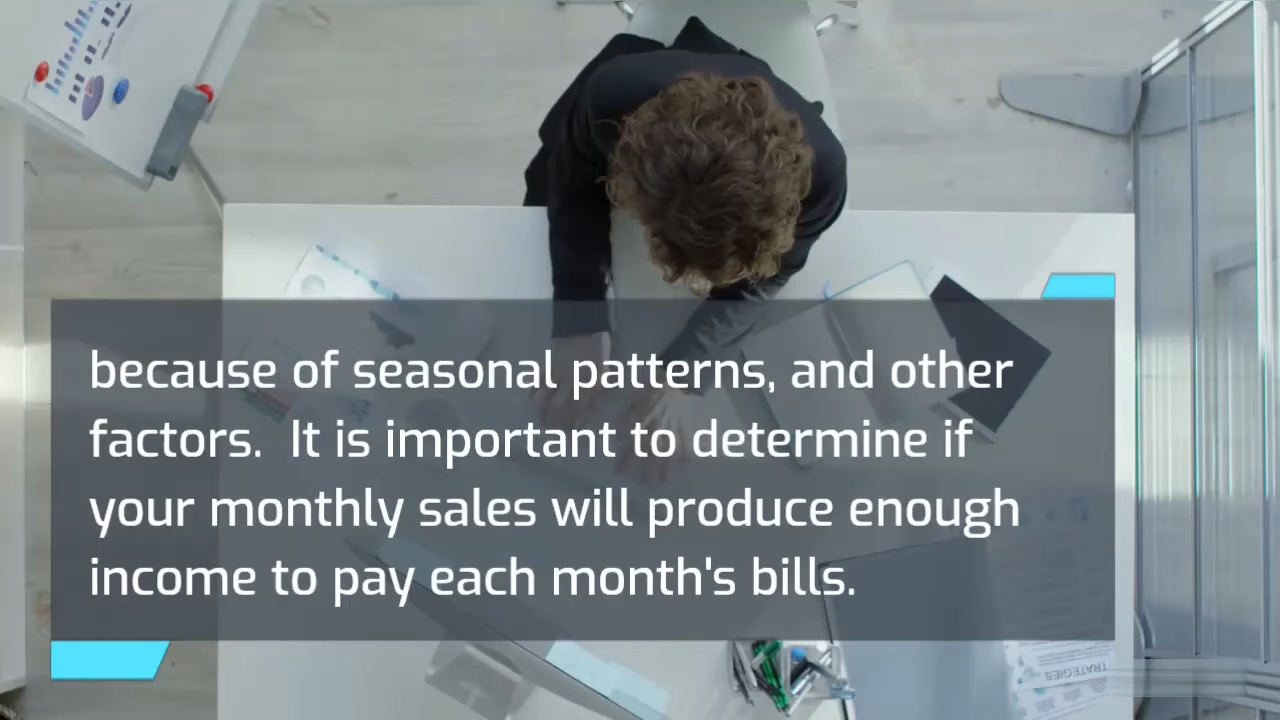 because of seasonal patterns, and other
factors.  It is important to determine if
your monthly sales will produce enough
income to pay each month's bills.
TRATEGIES